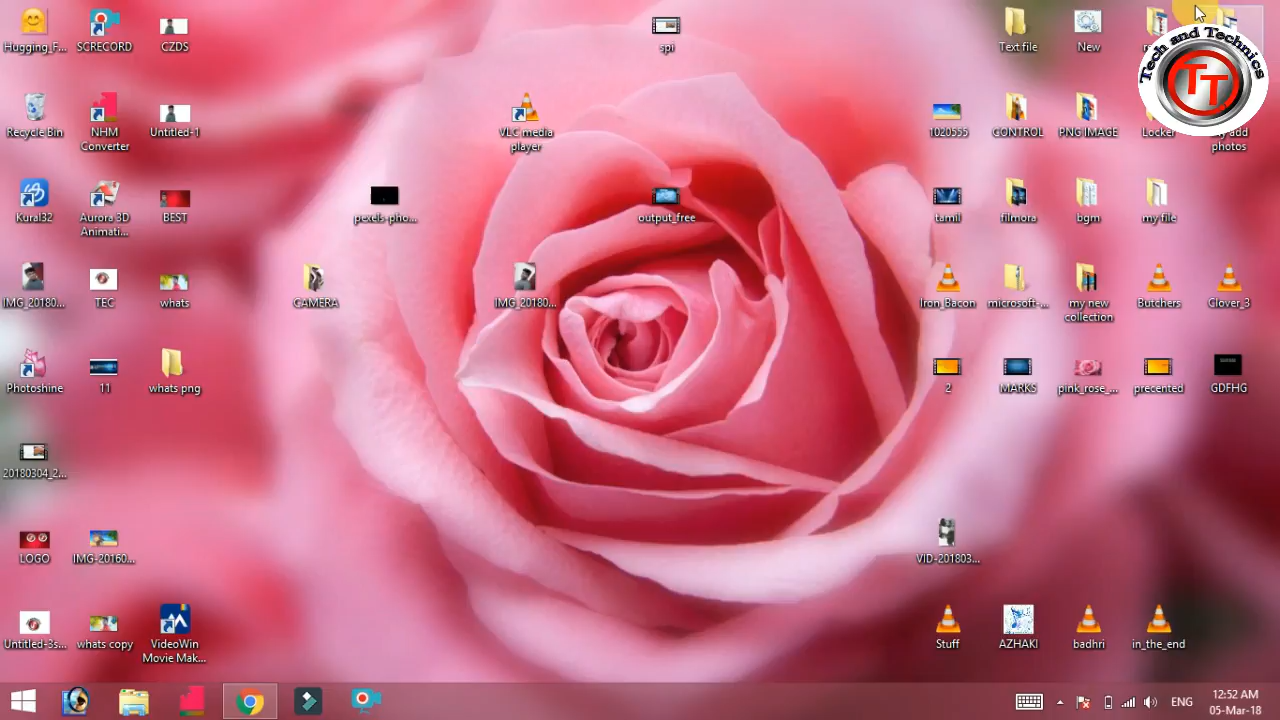 Hugging_F...
SCRECORD
CZDS
spi
Text file
New
Tech and Technics
TT
Recycle Bin
NHM
Converter
Untitled-1
VLC media
player
1020555
CONTROL
PNG IMAGE
Locker
add
photos
Kural32
Aurora 3D
Animati...
BEST
pexels-pho...
output_free
tamil
filmora
bgm
my file
IMG_20180...
TEC
whats
CAMERA
IMG_20180...
Iron_Bacon
microsoft-...
my new
collection
Butchers
Clover_3
Photoshine
11
whats png
2
MARKS
pink_rose_...
precented
GDFHG
20180304_2...
LOGO
IMG-20160...
VID-201803...
Untitled-3s...
whats copy
VideoWin
Movie Mak...
Stuff
AZHAKI
badhri
in_the_end
ENG
12:52 AM
05-Mar-18